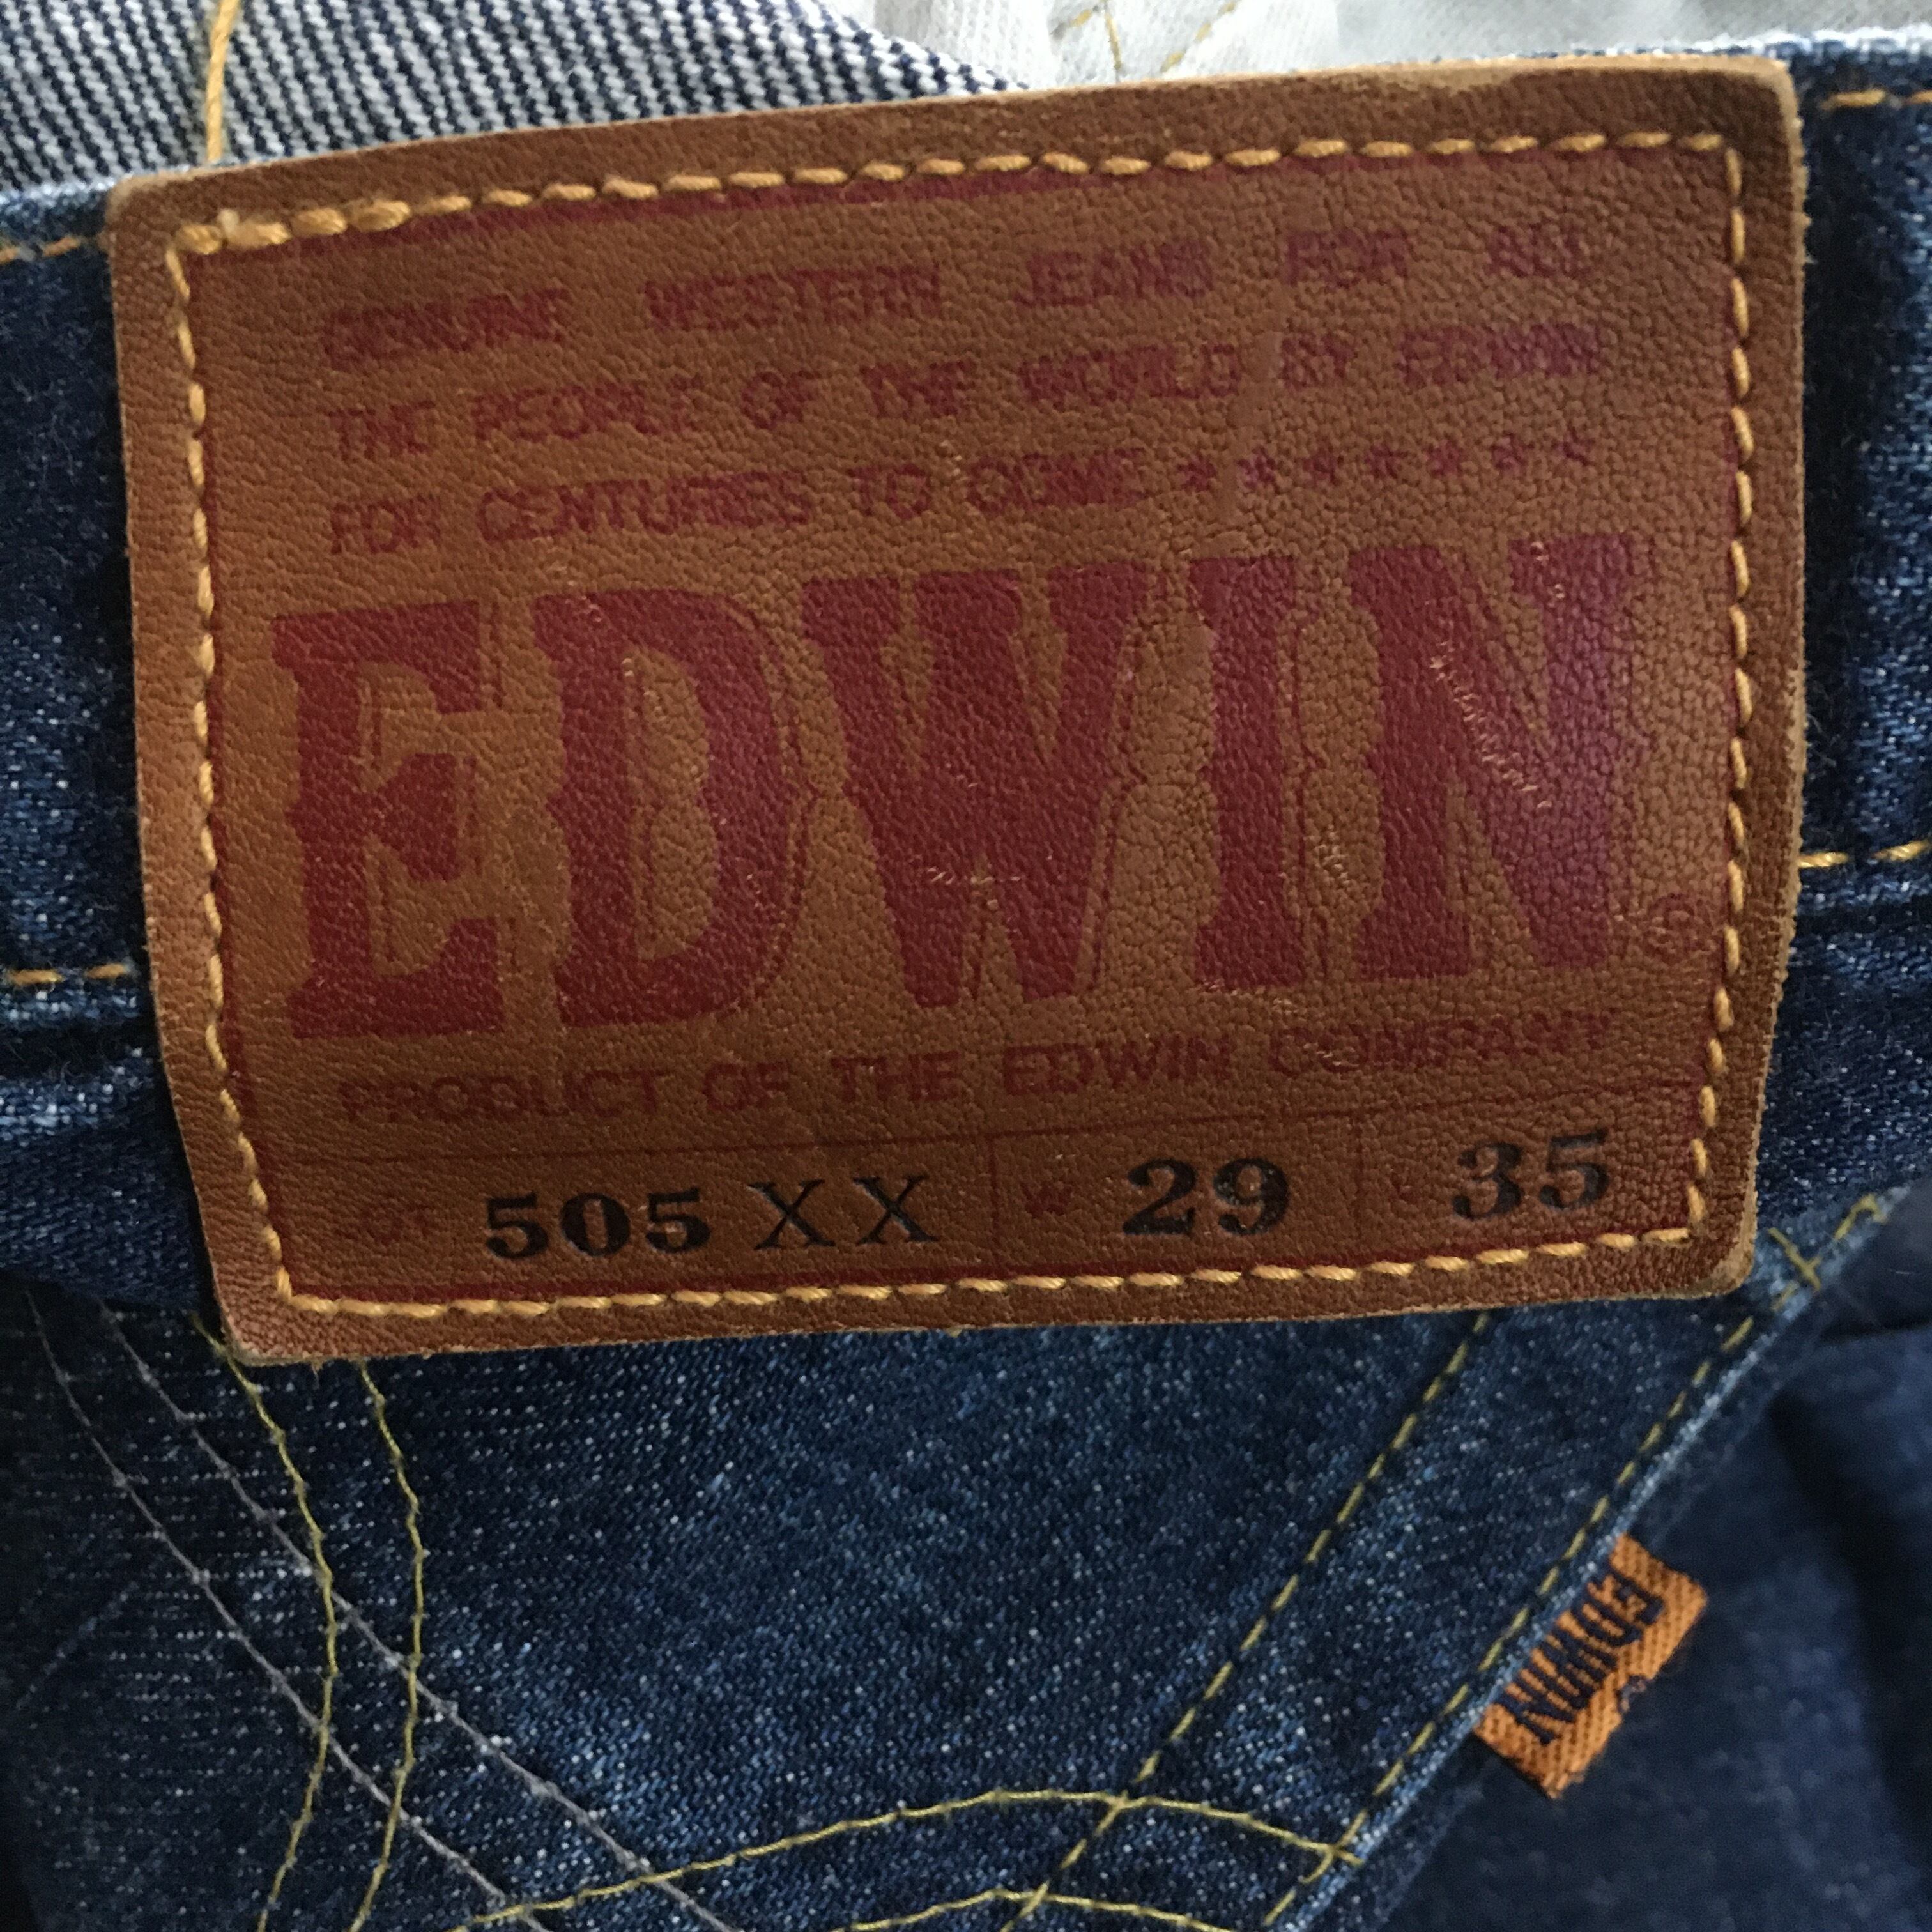 GENUINE WESTERN JEANS FOR ALL
THE PEOPLE OF THE WORLD BY EDWIN
FOR CENTURIES TO COME *******
EDWIN®
PRODUCT OF THE EDWIN COMPANY
505XX W 29 L 35
EDWIN